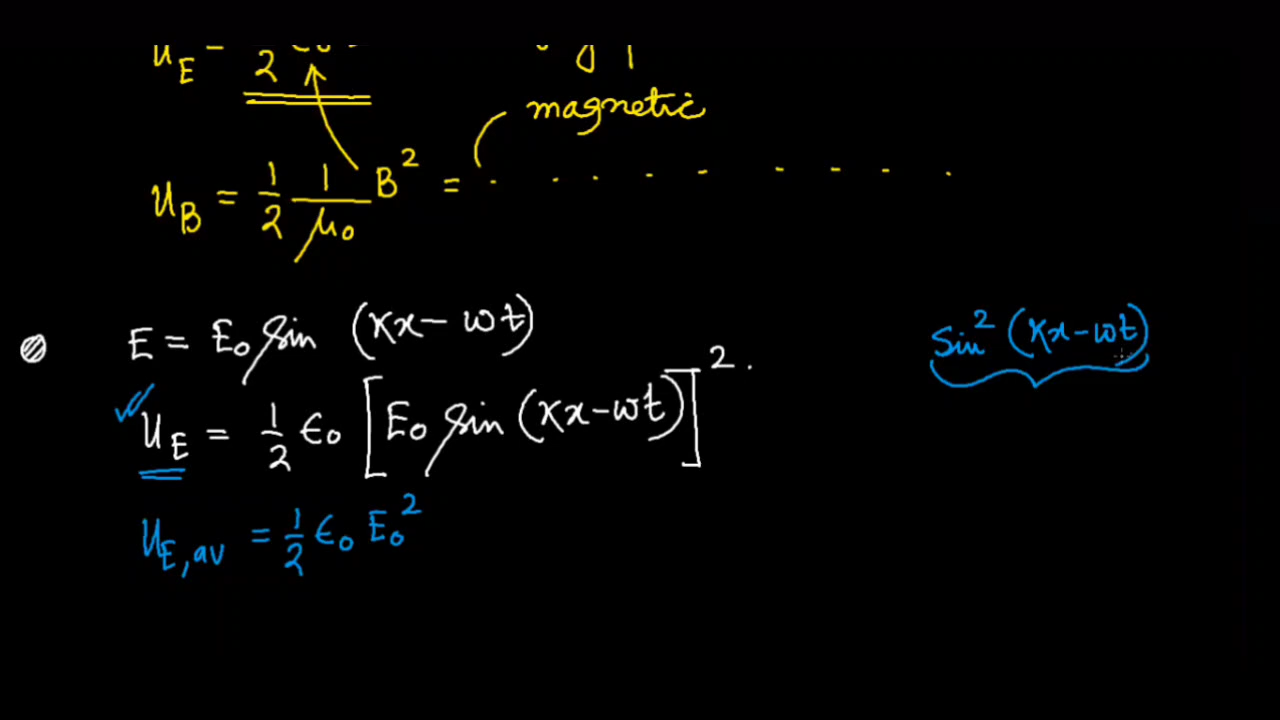 magnetic
u_B = 1/2 1/μ₀ B² = . . . . . . . . .
E = E₀ sin (Kx - ωt)
u_E = 1/2 ε₀ [E₀ sin (Kx - ωt)]².
sin² (Kx - ωt)
u_E,av = 1/2 ε₀ E₀²